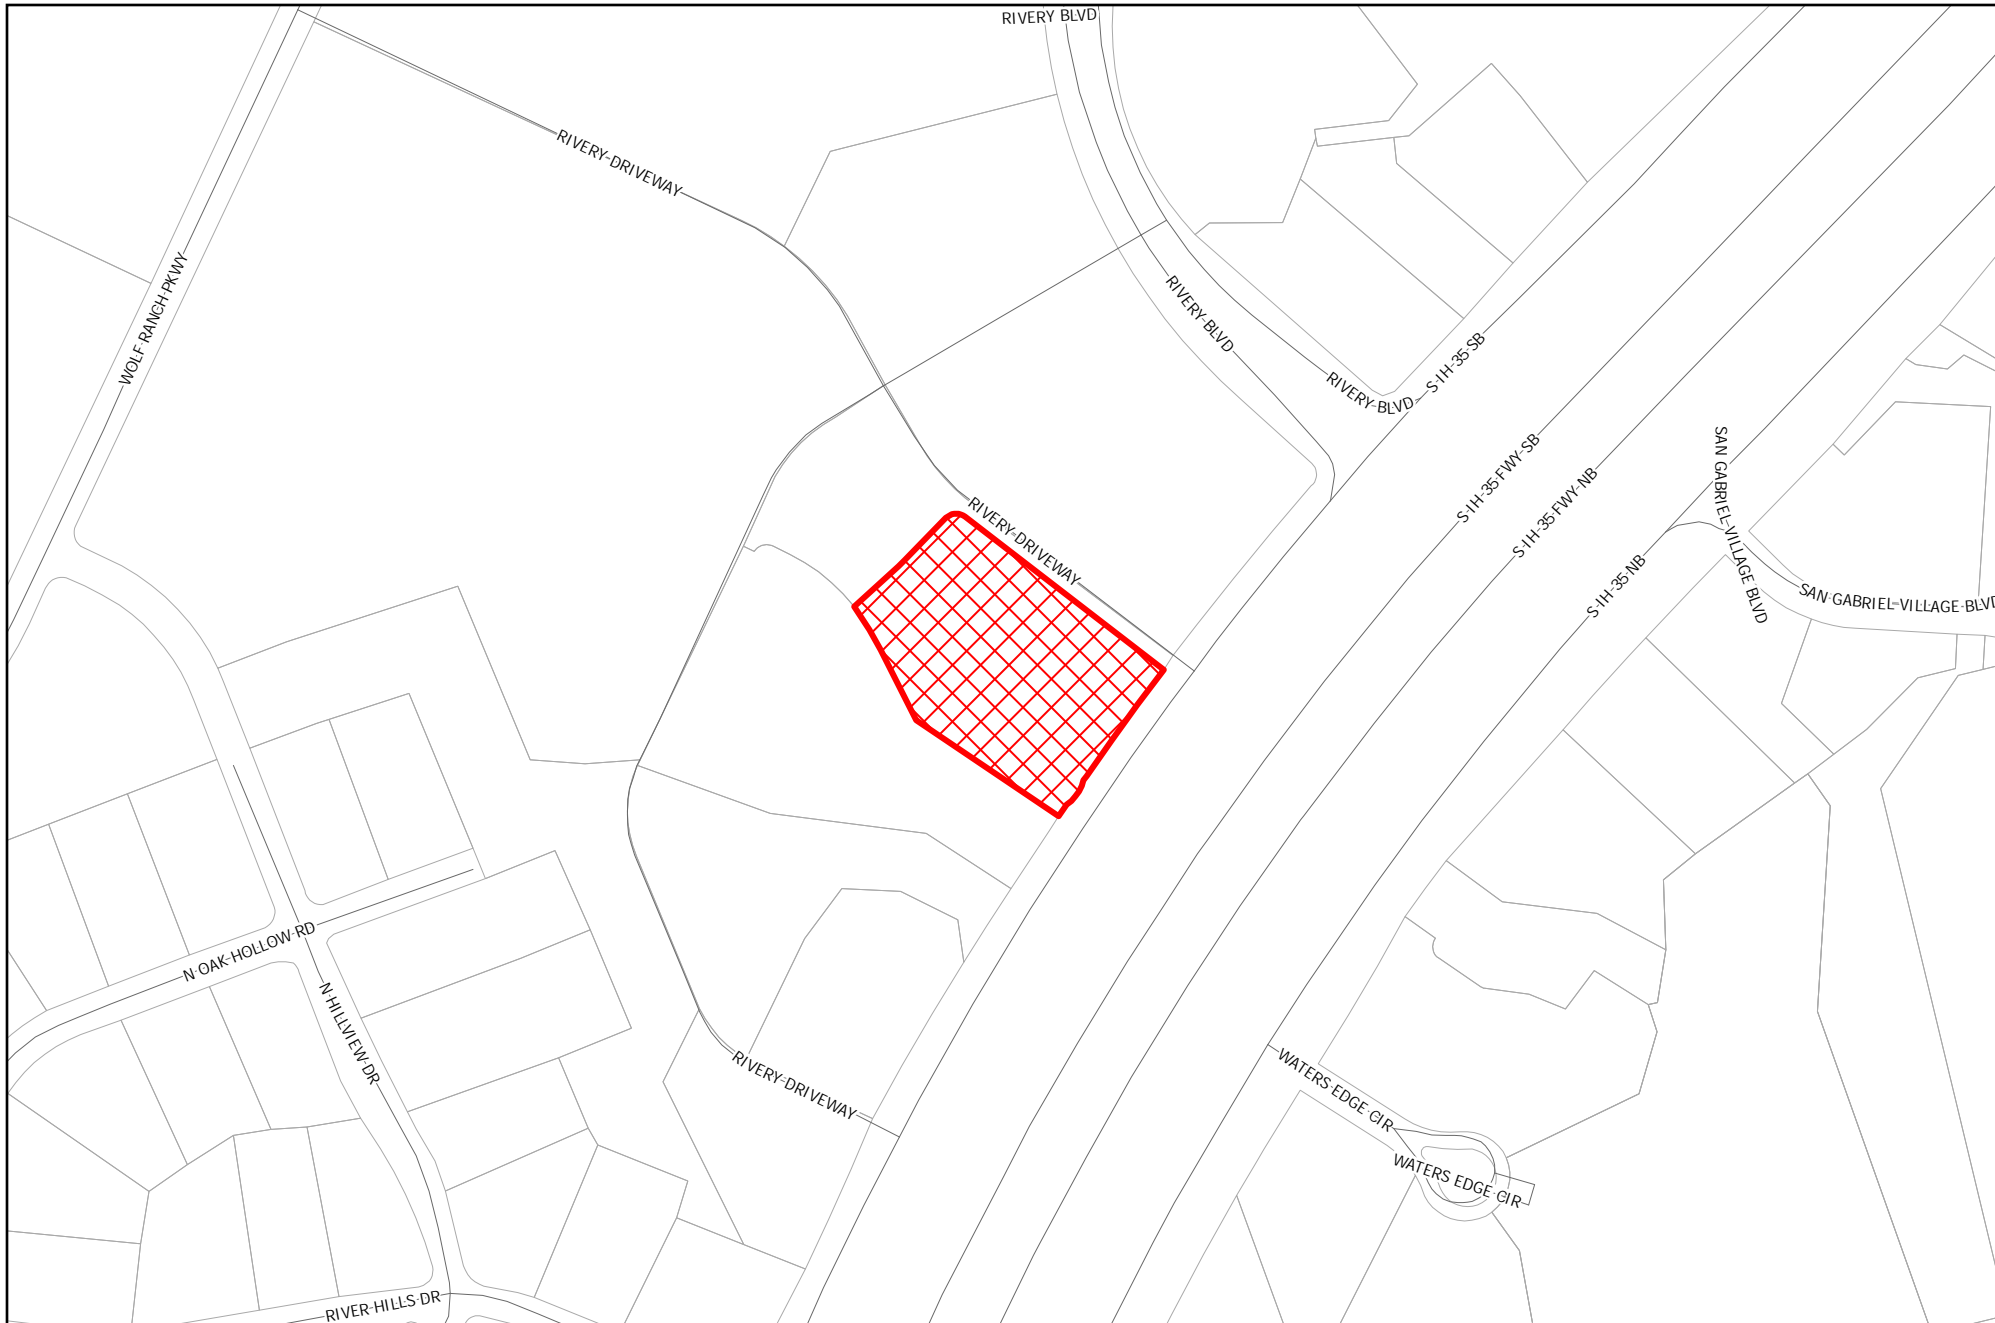 RIVERY BLVD
RIVERY DRIVEWAY
WOLF RANCH PKWY
RIVERY BLVD
RIVERY BLVD
S IH 35 SB
S IH 35 FWY SB
S IH 35 FWY NB
S IH 35 NB
SAN GABRIEL VILLAGE BLVD
SAN GABRIEL VILLAGE BLVD
RIVERY DRIVEWAY
N OAK HOLLOW RD
N HILLVIEW DR
RIVERY DRIVEWAY
WATERS EDGE CIR
WATERS EDGE CIR
RIVER HILLS DR